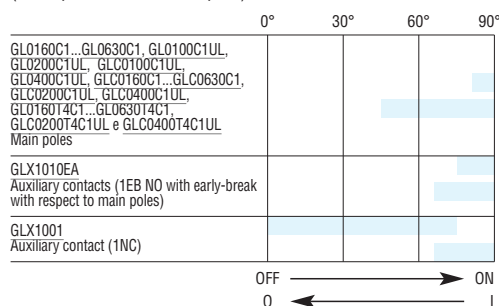 0° 30° 60° 90°
GL0160C1...GL0630C1, GL0100C1UL,
GL0200C1UL, GLC0100C1UL,
GL0400C1UL, GLC0160C1...GLC0630C1,
GLC0200C1UL, GLC0400C1UL,
GL0160T4C1...GL0630T4C1,
GLC0200T4C1UL e GLC0400T4C1UL
Main poles
GLX1010EA
Auxiliary contacts (1EB NO with early-break
with respect to main poles)
GLX1001
Auxiliary contact (1NC)
OFF ON
0 I